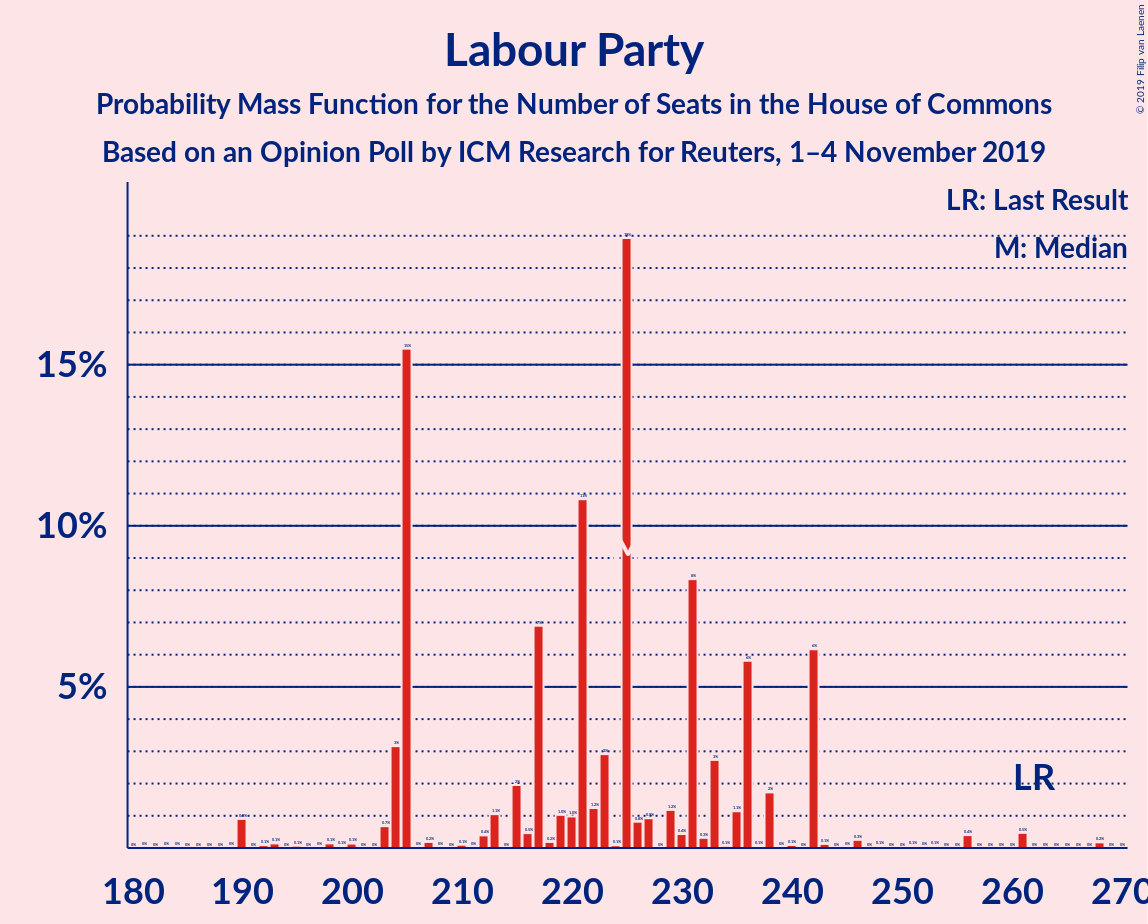 Labour Party
Probability Mass Function for the Number of Seats in the House of Commons
Based on an Opinion Poll by ICM Research for Reuters, 1–4 November 2019
© 2019 Filip van Laenen
LR: Last Result
M: Median
15%
10%
5%
M
LR
180 190 200 210 220 230 240 250 260 270